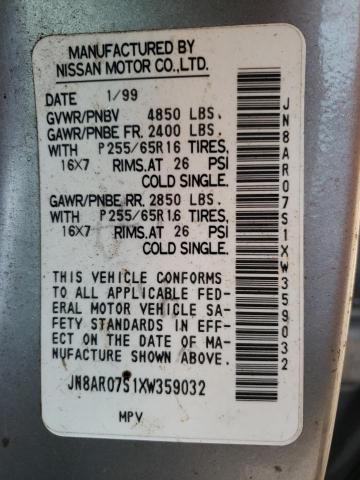 MANUFACTURED BY
NISSAN MOTOR CO.,LTD.
DATE 1/99
GVWR/PNBV 4850 LBS.
GAWR/PNBE FR. 2400 LBS.
WITH P255/65R16 TIRES,
16X7 RIMS.AT 26 PSI
COLD SINGLE.
GAWR/PNBE RR. 2850 LBS.
WITH P255/65R16 TIRES,
16X7 RIMS.AT 26 PSI
COLD SINGLE.
THIS VEHICLE CONFORMS
TO ALL APPLICABLE FED-
ERAL MOTOR VEHICLE SA-
FETY STANDARDS IN EFF-
ECT ON THE DATE OF MA-
NUFACTURE SHOWN ABOVE.
JN8AR07S1XW359032
MPV
JN8AR07S1XW359032